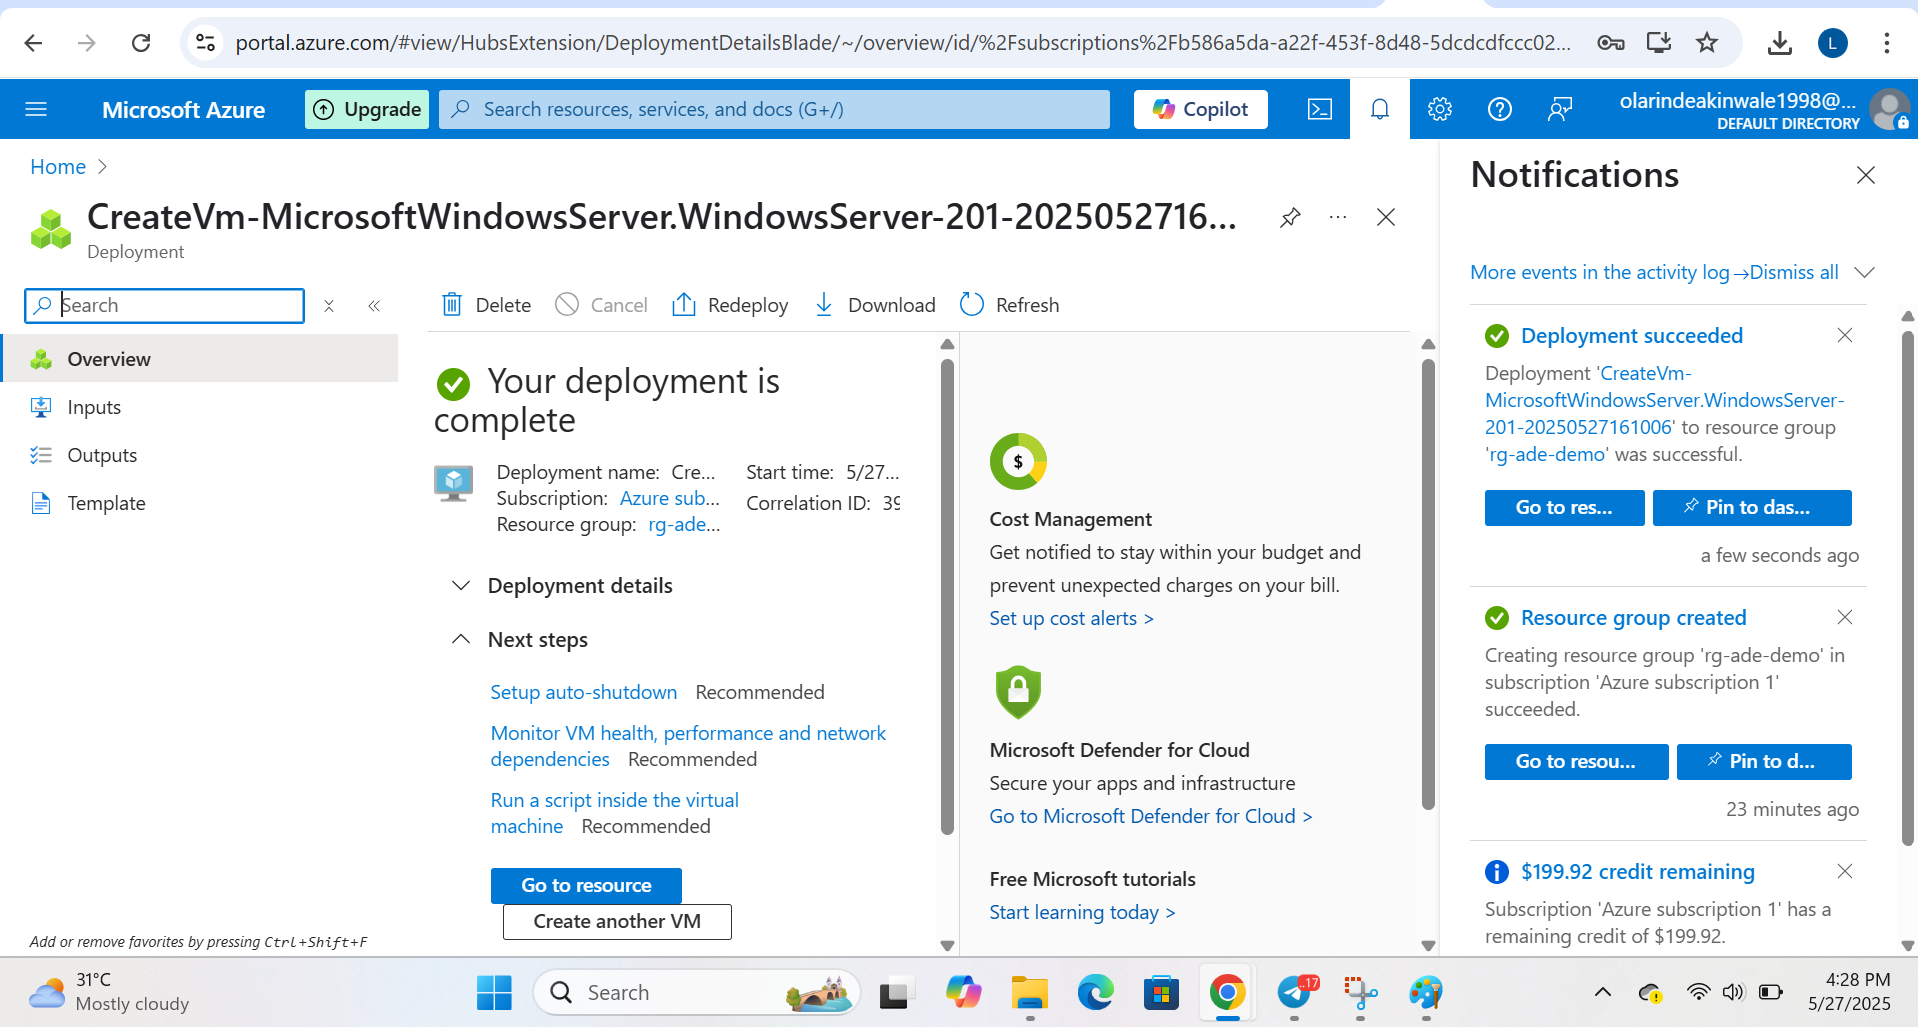 portal.azure.com/#view/HubsExtension/DeploymentDetailsBlade/~/overview/id/%2Fsubscriptions%2Fb586a5da-a22f-453f-8d48-5dcdcdfccc02...
L
Microsoft Azure
Upgrade
Search resources, services, and docs (G+/)
Copilot
olarindeakinwale1998@...
DEFAULT DIRECTORY
Home
CreateVm-MicrosoftWindowsServer.WindowsServer-201-2025052716...
Deployment
Search
Overview
Inputs
Outputs
Template
Add or remove favorites by pressing Ctrl+Shift+F
Delete
Cancel
Redeploy
Download
Refresh
Your deployment is
complete
Deployment name: Cre...
Subscription: Azure sub...
Resource group: rg-ade...
Start time: 5/27...
Correlation ID: 39
Deployment details
Next steps
Setup auto-shutdown Recommended
Monitor VM health, performance and network
dependencies Recommended
Run a script inside the virtual
machine Recommended
Go to resource
Create another VM
$
Cost Management
Get notified to stay within your budget and
prevent unexpected charges on your bill.
Set up cost alerts >
Microsoft Defender for Cloud
Secure your apps and infrastructure
Go to Microsoft Defender for Cloud >
Free Microsoft tutorials
Start learning today >
Notifications
More events in the activity log → Dismiss all
Deployment succeeded
Deployment 'CreateVm-
MicrosoftWindowsServer.WindowsServer-
201-20250527161006' to resource group
'rg-ade-demo' was successful.
Go to res...
Pin to das...
a few seconds ago
Resource group created
Creating resource group 'rg-ade-demo' in
subscription 'Azure subscription 1'
succeeded.
Go to resou...
Pin to d...
23 minutes ago
$199.92 credit remaining
Subscription 'Azure subscription 1' has a
remaining credit of $199.92.
31°C
Mostly cloudy
Search
..17
4:28 PM
5/27/2025